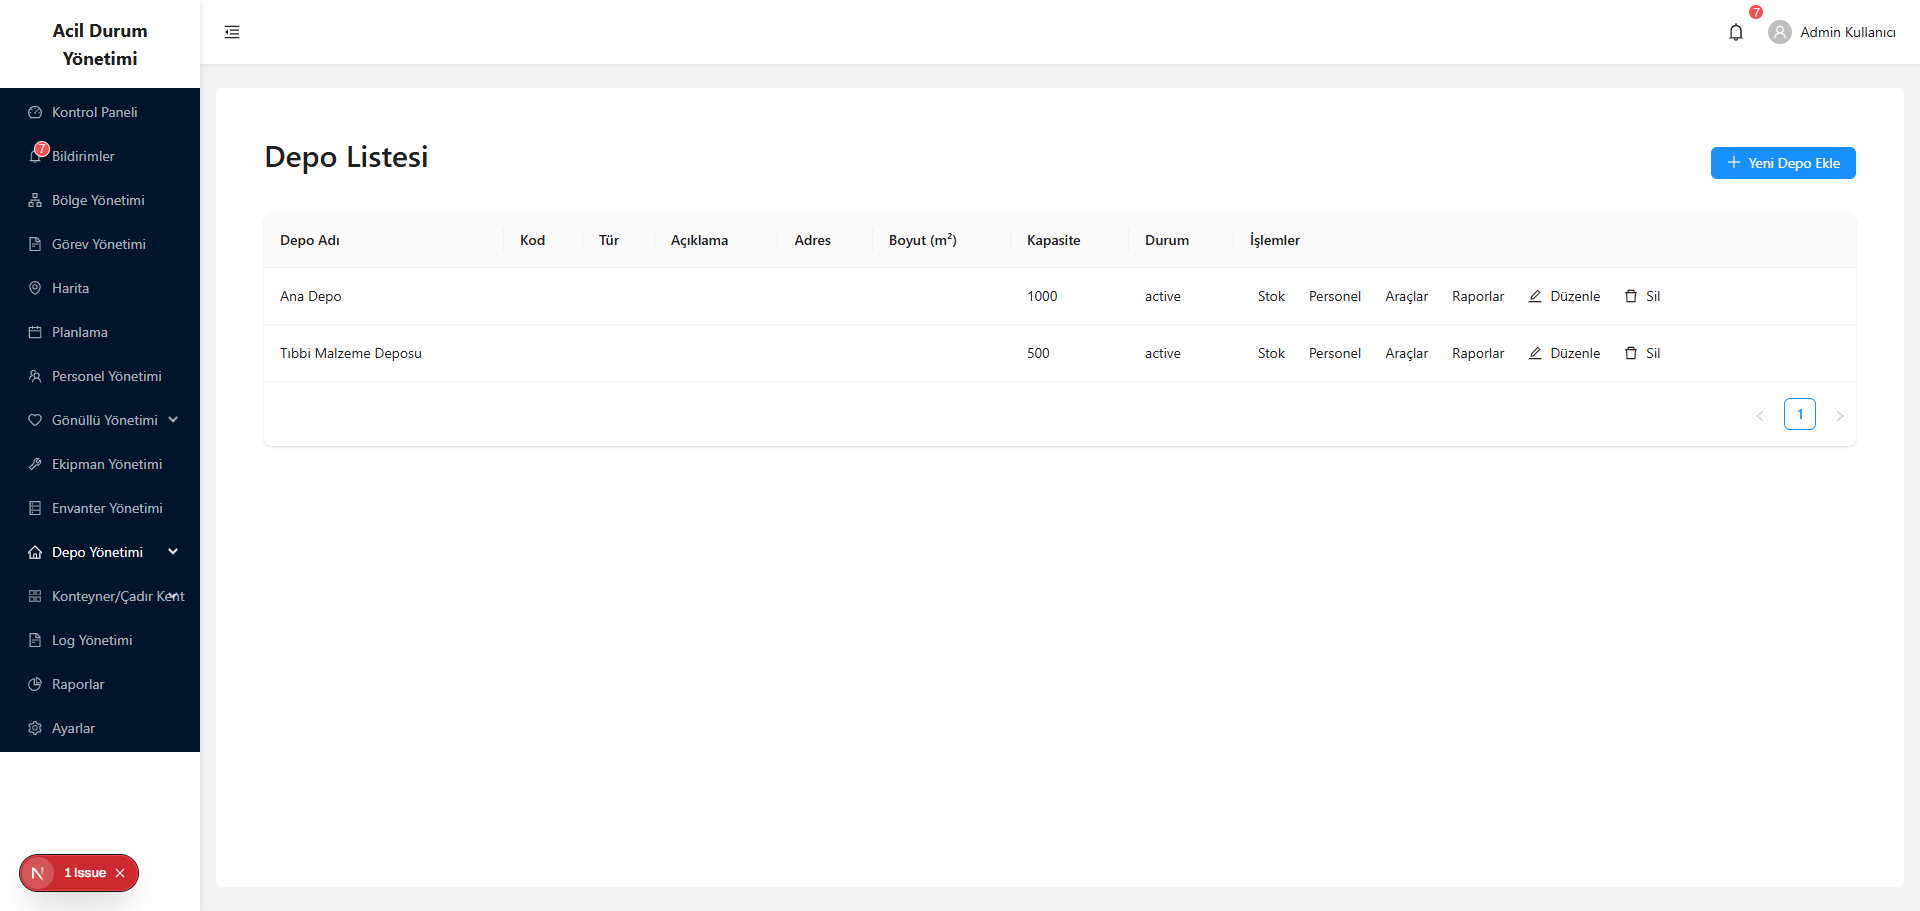 Acil Durum
Yönetimi
7
Admin Kullanıcı
Kontrol Paneli
7
Bildirimler
Bölge Yönetimi
Görev Yönetimi
Harita
Planlama
Personel Yönetimi
Gönüllü Yönetimi
Ekipman Yönetimi
Envanter Yönetimi
Depo Yönetimi
Konteyner/Çadır Kent
Log Yönetimi
Raporlar
Ayarlar
N
1 Issue
Depo Listesi
Yeni Depo Ekle
Depo Adı Kod Tür Açıklama Adres Boyut (m²) Kapasite Durum İşlemler
Ana Depo 1000 active Stok Personel Araçlar Raporlar Düzenle Sil
Tıbbi Malzeme Deposu 500 active Stok Personel Araçlar Raporlar Düzenle Sil
1